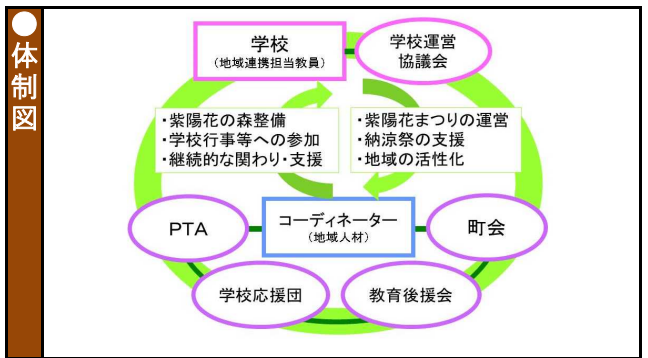 ●体制図
学校
（地域連携担当教員）
学校運営
協議会
・紫陽花の森整備
・学校行事等への参加
・継続的な関わり・支援
・紫陽花まつりの運営
・納涼祭の支援
・地域の活性化
PTA
コーディネーター
（地域人材）
町会
学校応援団
教育後援会